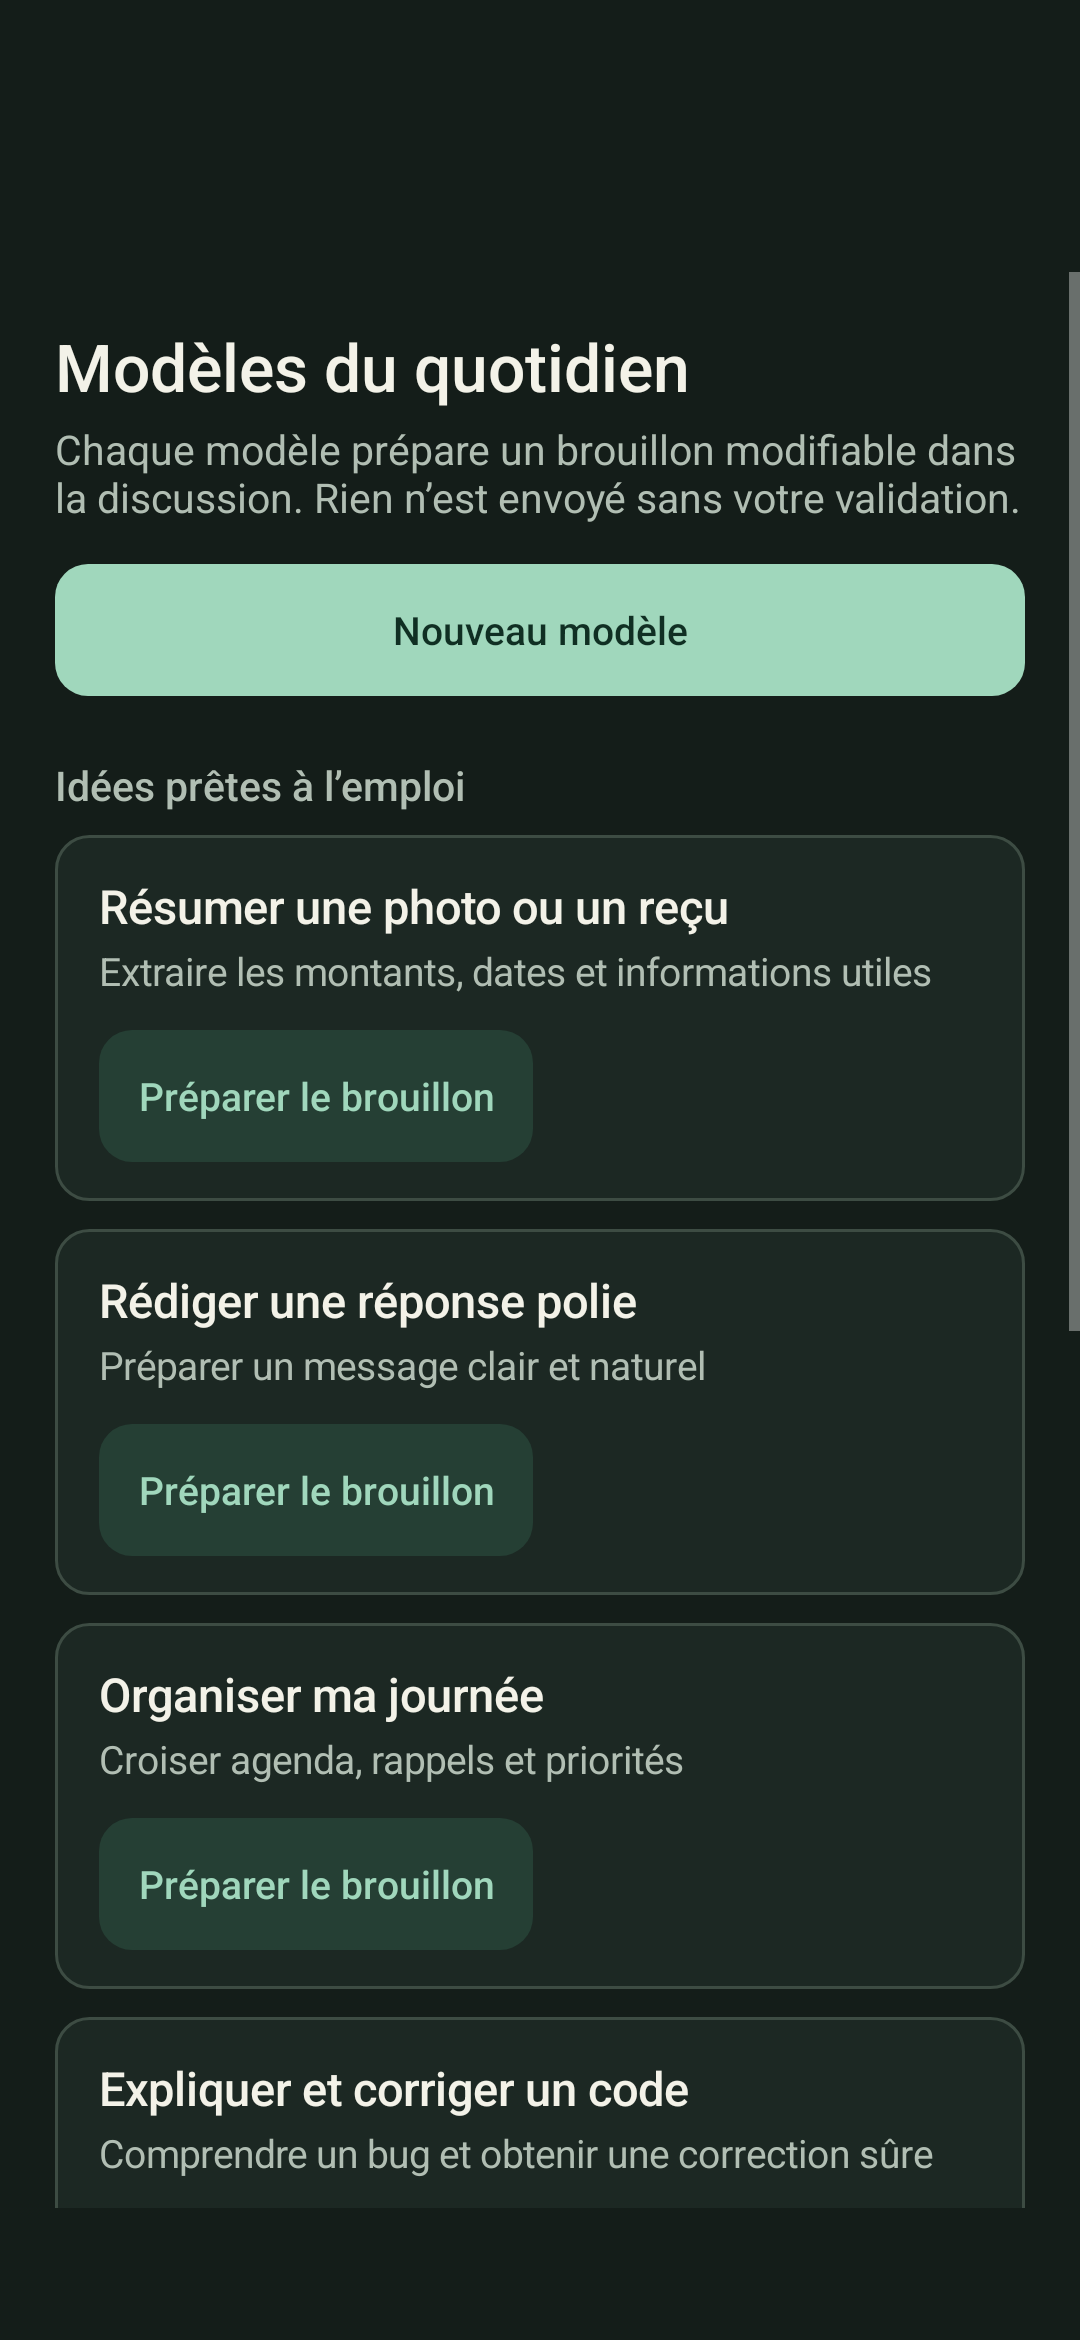 Modèles du quotidien
Chaque modèle prépare un brouillon modifiable dans
la discussion. Rien n’est envoyé sans votre validation.
Nouveau modèle
Idées prêtes à l’emploi
Résumer une photo ou un reçu
Extraire les montants, dates et informations utiles
Préparer le brouillon
Rédiger une réponse polie
Préparer un message clair et naturel
Préparer le brouillon
Organiser ma journée
Croiser agenda, rappels et priorités
Préparer le brouillon
Expliquer et corriger un code
Comprendre un bug et obtenir une correction sûre